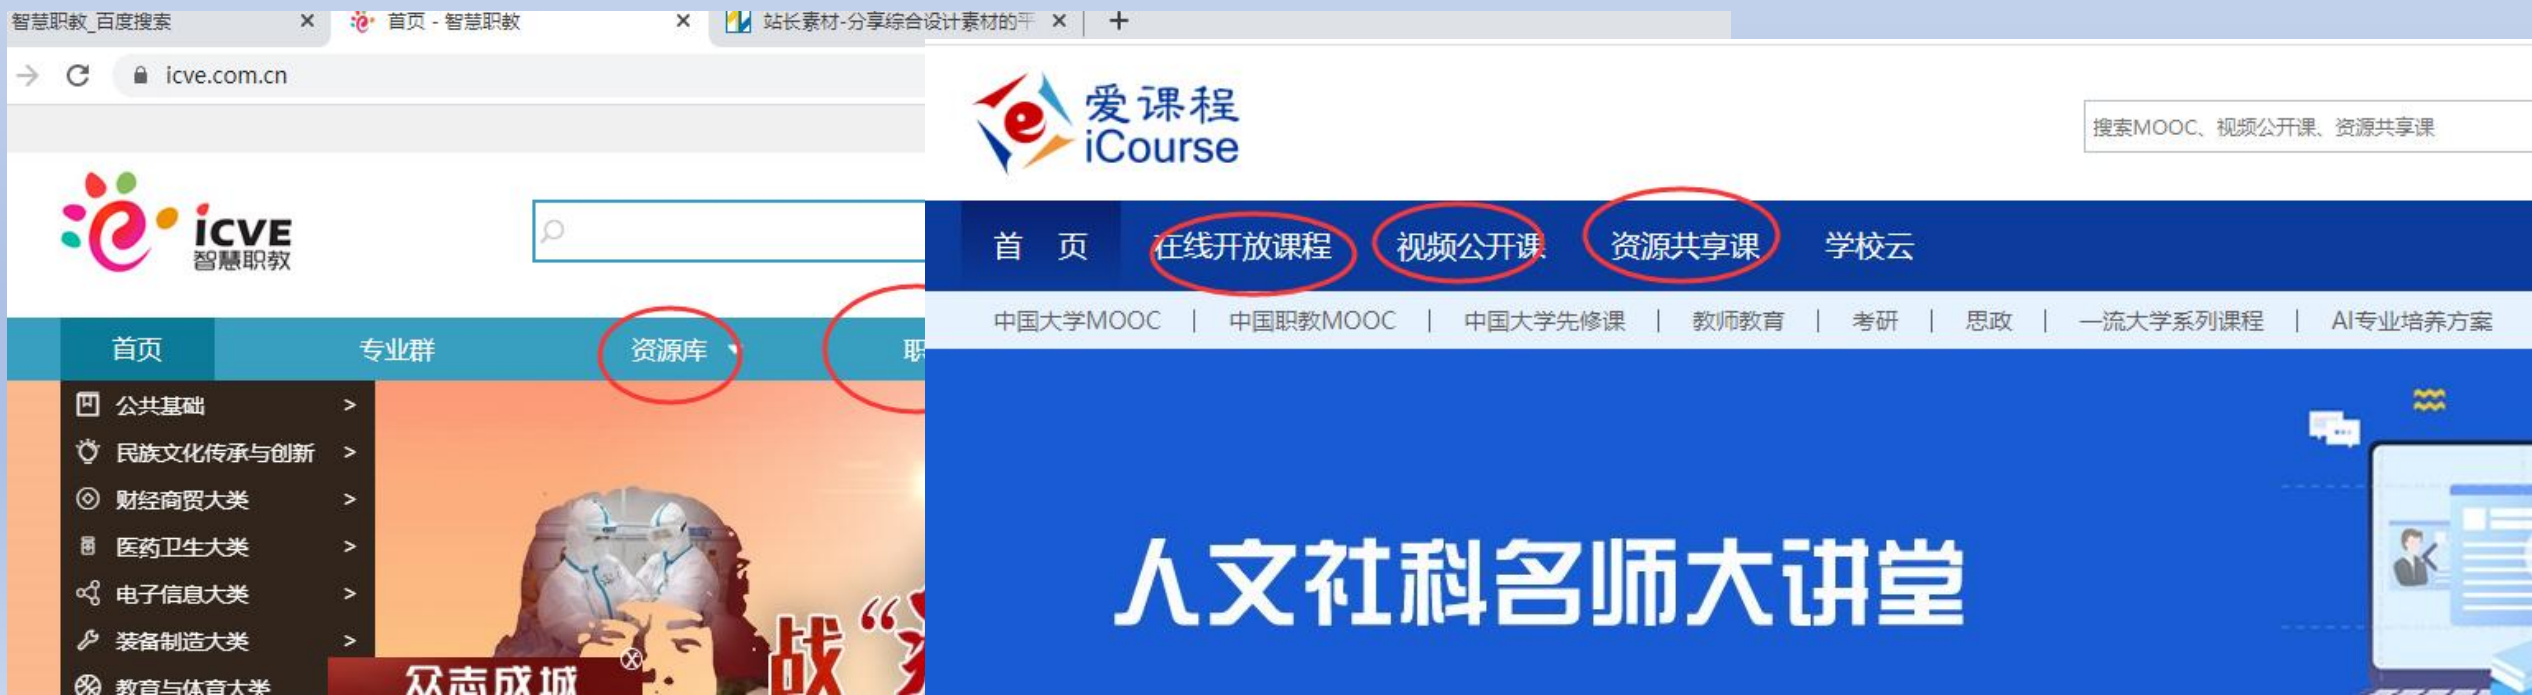 智慧职教_百度搜索
首页 - 智慧职教
站长素材-分享综合设计素材的平
icve.com.cn
icve
智慧职教
首页 专业群 资源库
公共基础 >
民族文化传承与创新 >
财经商贸大类 >
医药卫生大类 >
电子信息大类 >
装备制造大类 >
教育与体育大类
战“
众志成城
爱课程
iCourse
搜索MOOC、视频公开课、资源共享课
首 页 在线开放课程 视频公开课 资源共享课 学校云
中国大学MOOC | 中国职教MOOC | 中国大学先修课 | 教师教育 | 考研 | 思政 | 一流大学系列课程 | AI专业培养方案
人文社科名师大讲堂